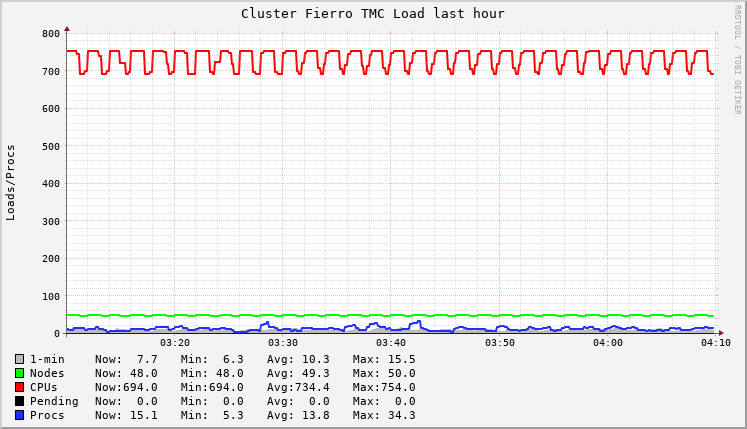 Cluster Fierro TMC Load last hour
RRDTOOL / TOBI OETIKER
Loads/Procs
800
700
600
500
400
300
200
100
0
03:20 03:30 03:40 03:50 04:00 04:10
1-min Now: 7.7 Min: 6.3 Avg: 10.3 Max: 15.5
Nodes Now: 48.0 Min: 48.0 Avg: 49.3 Max: 50.0
CPUs Now:694.0 Min:694.0 Avg:734.4 Max:754.0
Pending Now: 0.0 Min: 0.0 Avg: 0.0 Max: 0.0
Procs Now: 15.1 Min: 5.3 Avg: 13.8 Max: 34.3